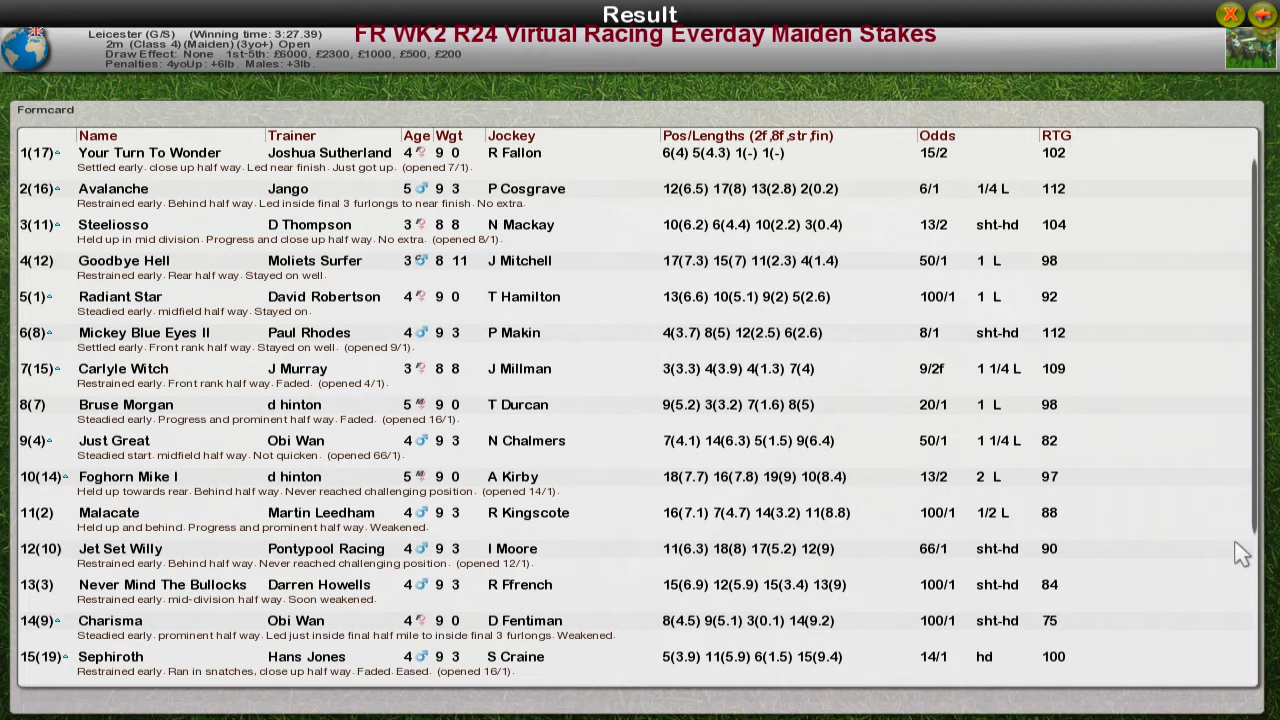 Result
Leicester (G/S) (Winning time: 3:27.39)
FR WK2 R24 Virtual Racing Everday Maiden Stakes
2m (Class 4)(Maiden)(3yo+) Open
Draw Effect: None 1st-5th: £6000, £2300, £1000, £500, £200
Penalties: 4yoUp: +6lb. Males: +3lb.
Formcard
Name Trainer Age Wgt Jockey Pos/Lengths (2f,8f,str,fin) Odds RTG
1(17) Your Turn To Wonder Joshua Sutherland 4 9 0 R Fallon 6(4) 5(4.3) 1(-) 1(-) 15/2 102
Settled early. close up half way. Led near finish. Just got up. (opened 7/1).
2(16) Avalanche Jango 5 9 3 P Cosgrave 12(6.5) 17(8) 13(2.8) 2(0.2) 6/1 1/4 L 112
Restrained early. Behind half way. Led inside final 3 furlongs to near finish. No extra.
3(11) Steeliosso D Thompson 3 8 8 N Mackay 10(6.2) 6(4.4) 10(2.2) 3(0.4) 13/2 sht-hd 104
Held up in mid division. Progress and close up half way. No extra. (opened 8/1).
4(12) Goodbye Hell Moliets Surfer 3 8 11 J Mitchell 17(7.3) 15(7) 11(2.3) 4(1.4) 50/1 1 L 98
Restrained early. Rear half way. Stayed on well.
5(1) Radiant Star David Robertson 4 9 0 T Hamilton 13(6.6) 10(5.1) 9(2) 5(2.6) 100/1 1 L 92
Steadied early. midfield half way. Stayed on.
6(8) Mickey Blue Eyes II Paul Rhodes 4 9 3 P Makin 4(3.7) 8(5) 12(2.5) 6(2.6) 8/1 sht-hd 112
Settled early. Front rank half way. Stayed on well. (opened 9/1).
7(15) Carlyle Witch J Murray 3 8 8 J Millman 3(3.3) 4(3.9) 4(1.3) 7(4) 9/2f 1 1/4 L 109
Restrained early. Front rank half way. Faded. (opened 4/1).
8(7) Bruse Morgan d hinton 5 9 0 T Durcan 9(5.2) 3(3.2) 7(1.6) 8(5) 20/1 1 L 98
Steadied early. Progress and prominent half way. Faded. (opened 16/1).
9(4) Just Great Obi Wan 4 9 3 N Chalmers 7(4.1) 14(6.3) 5(1.5) 9(6.4) 50/1 1 1/4 L 82
Steadied start. midfield half way. Not quicken. (opened 66/1).
10(14) Foghorn Mike I d hinton 5 9 0 A Kirby 18(7.7) 16(7.8) 19(9) 10(8.4) 13/2 2 L 97
Held up towards rear. Behind half way. Never reached challenging position. (opened 14/1).
11(2) Malacate Martin Leedham 4 9 3 R Kingscote 16(7.1) 7(4.7) 14(3.2) 11(8.8) 100/1 1/2 L 88
Held up and behind. Progress and prominent half way. Weakened.
12(10) Jet Set Willy Pontypool Racing 4 9 3 I Moore 11(6.3) 18(8) 17(5.2) 12(9) 66/1 sht-hd 90
Restrained early. Behind half way. Never reached challenging position. (opened 12/1).
13(3) Never Mind The Bullocks Darren Howells 4 9 3 R Ffrench 15(6.9) 12(5.9) 15(3.4) 13(9) 100/1 sht-hd 84
Restrained early. mid-division half way. Soon weakened.
14(9) Charisma Obi Wan 4 9 0 D Fentiman 8(4.5) 9(5.1) 3(0.1) 14(9.2) 100/1 sht-hd 75
Steadied early. prominent half way. Led just inside final half mile to inside final 3 furlongs. Weakened.
15(19) Sephiroth Hans Jones 4 9 3 S Craine 5(3.9) 11(5.9) 6(1.5) 15(9.4) 14/1 hd 100
Restrained early. Ran in snatches, close up half way. Faded. Eased. (opened 16/1).